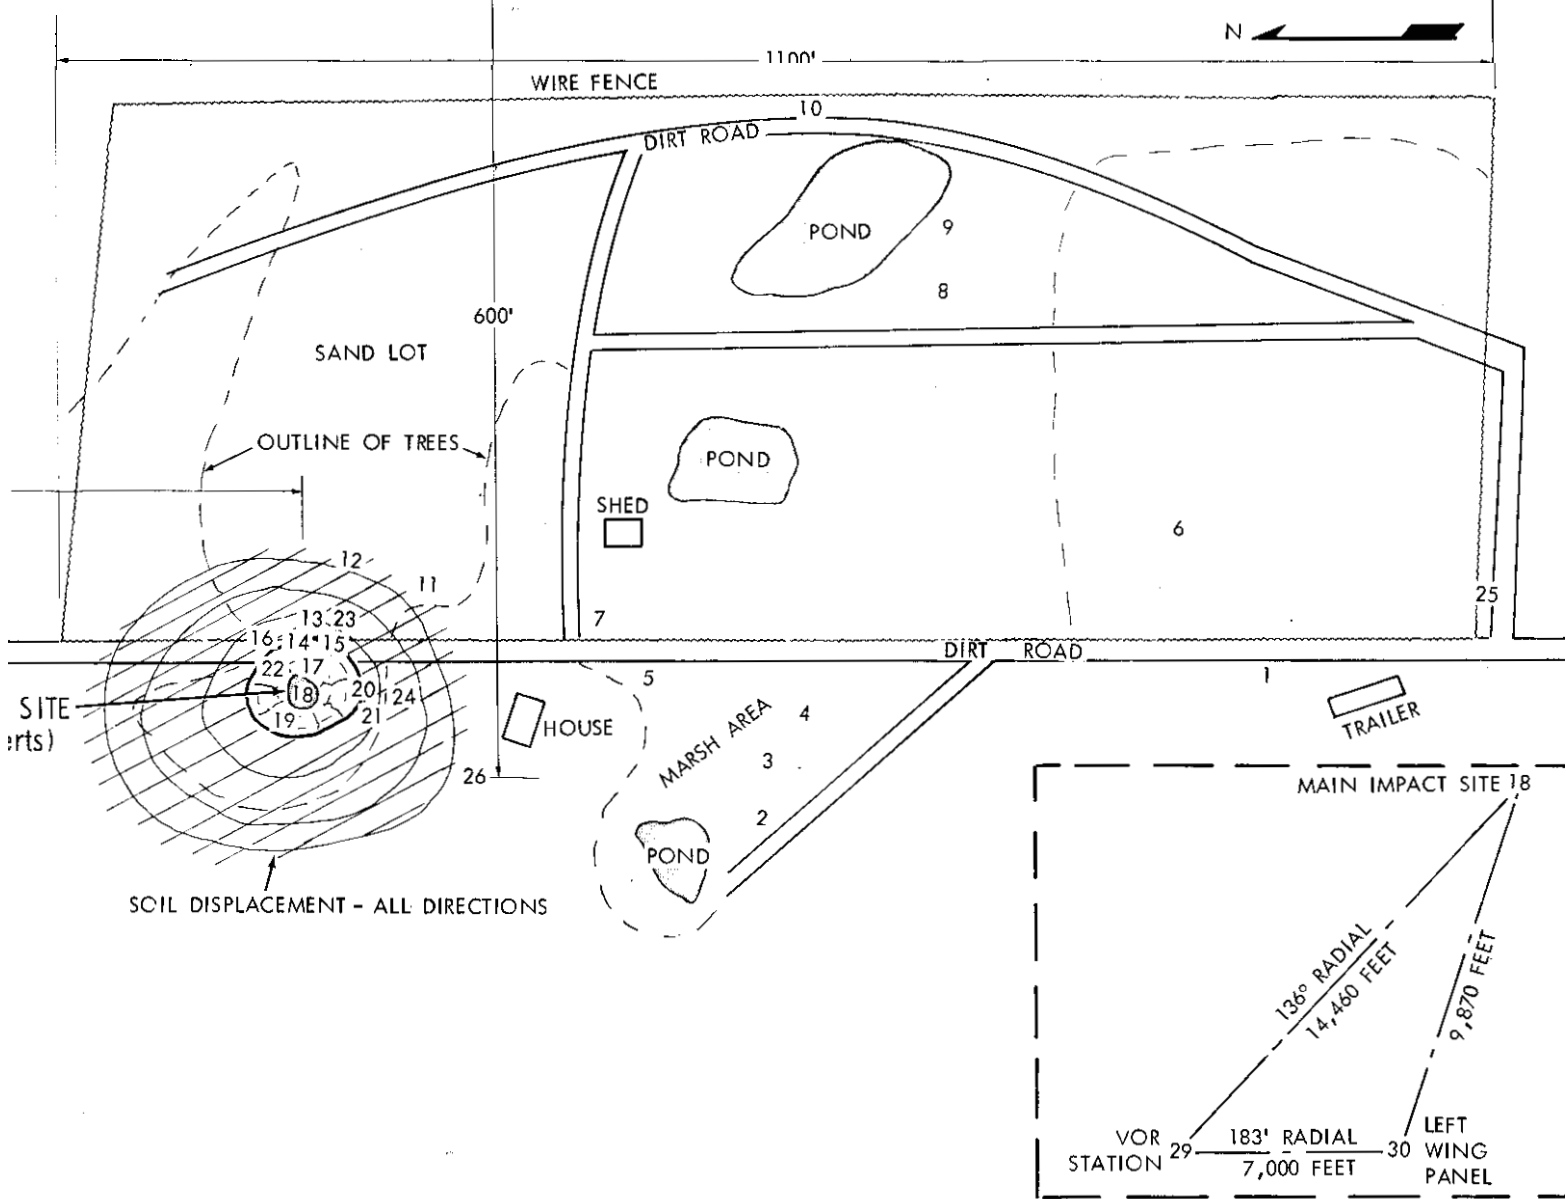 N
1100'
WIRE FENCE
10
DIRT ROAD
POND
9
8
600'
SAND LOT
OUTLINE OF TREES
POND
SHED
6
12
11
25
13
23
7
16
14
15
DIRT ROAD
22
17
5
1
18
20
24
SITE
19
21
4
TRAILER
HOUSE
MARSH AREA
erts)
3
26
MAIN IMPACT SITE 18
2
POND
SOIL DISPLACEMENT - ALL DIRECTIONS
136° RADIAL
14,460 FEET
9,870 FEET
VOR
STATION
29
183' RADIAL
7,000 FEET
30
LEFT
WING
PANEL